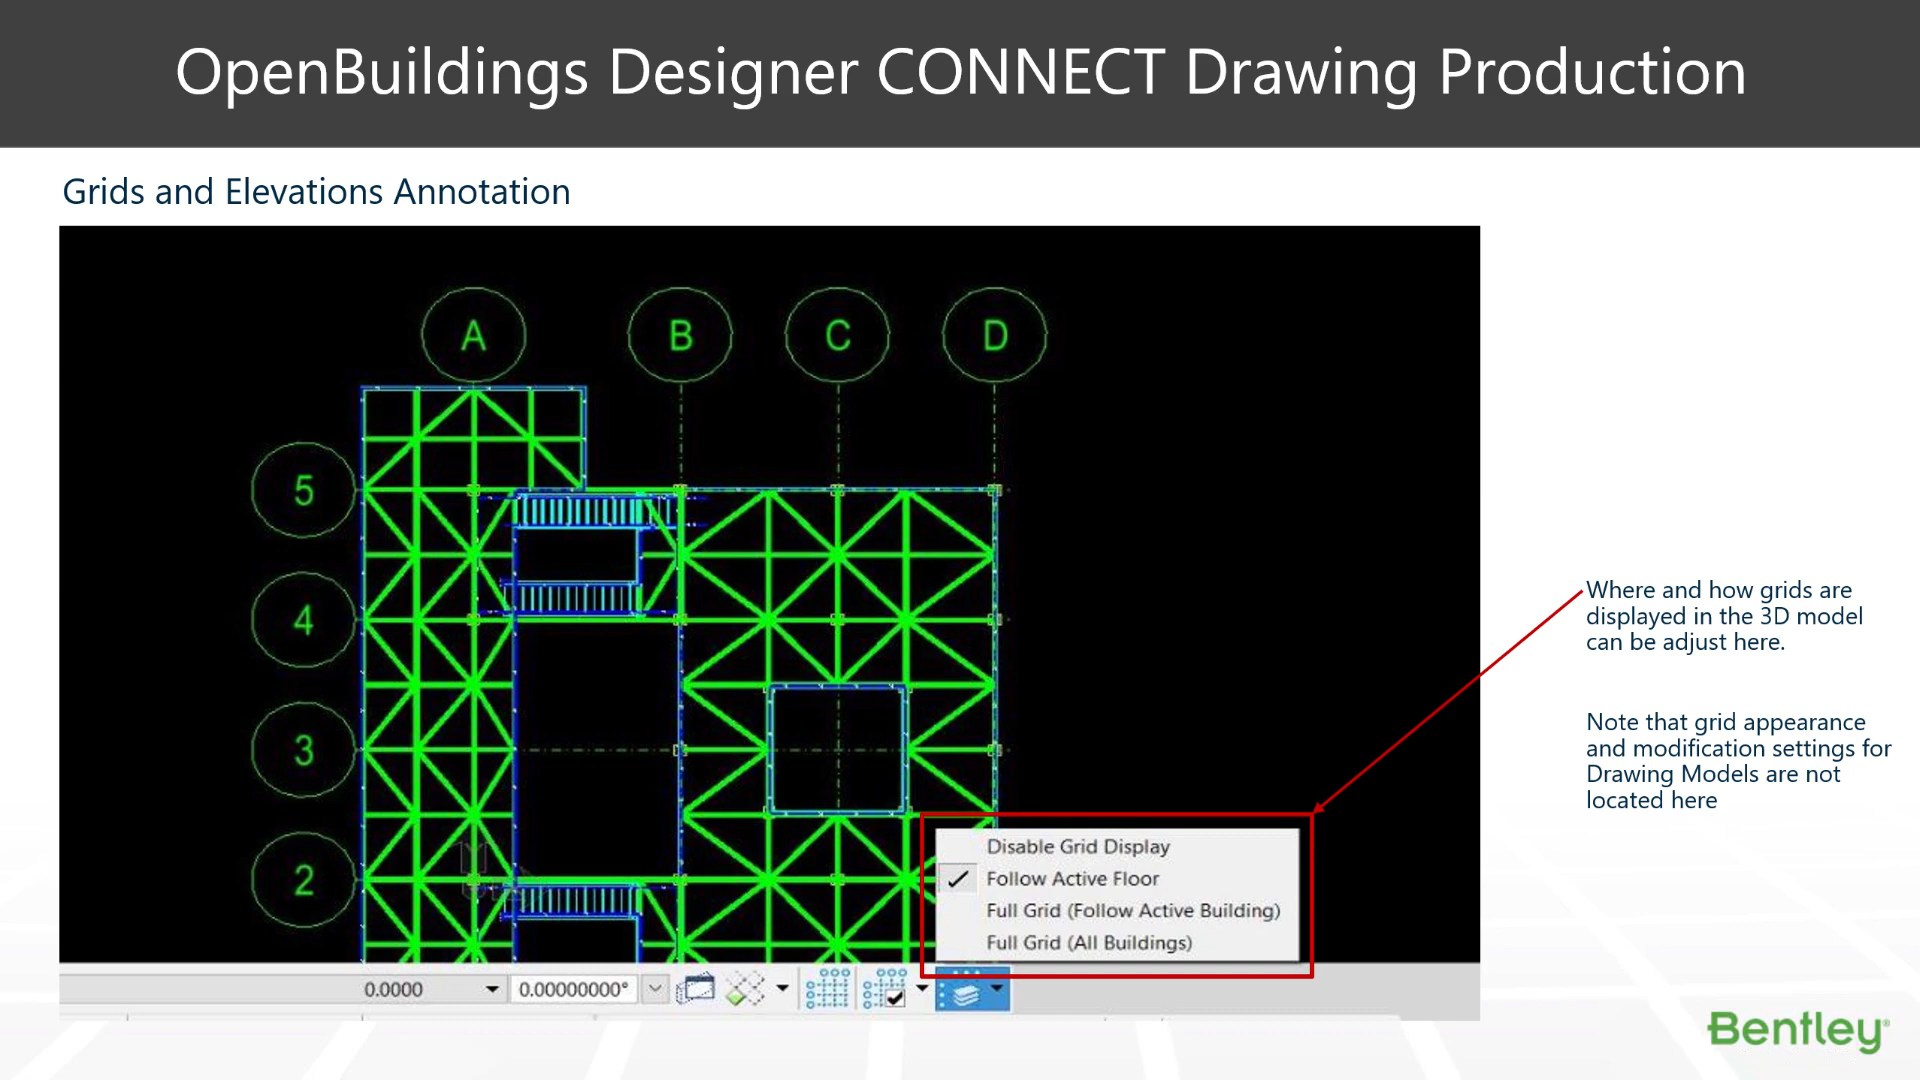 OpenBuildings Designer CONNECT Drawing Production
Grids and Elevations Annotation
A B C D
5
4
3
2
Where and how grids are
displayed in the 3D model
can be adjust here.
Note that grid appearance
and modification settings for
Drawing Models are not
located here
Disable Grid Display
Follow Active Floor
Full Grid (Follow Active Building)
Full Grid (All Buildings)
0.0000 0.00000000°
Bentley®